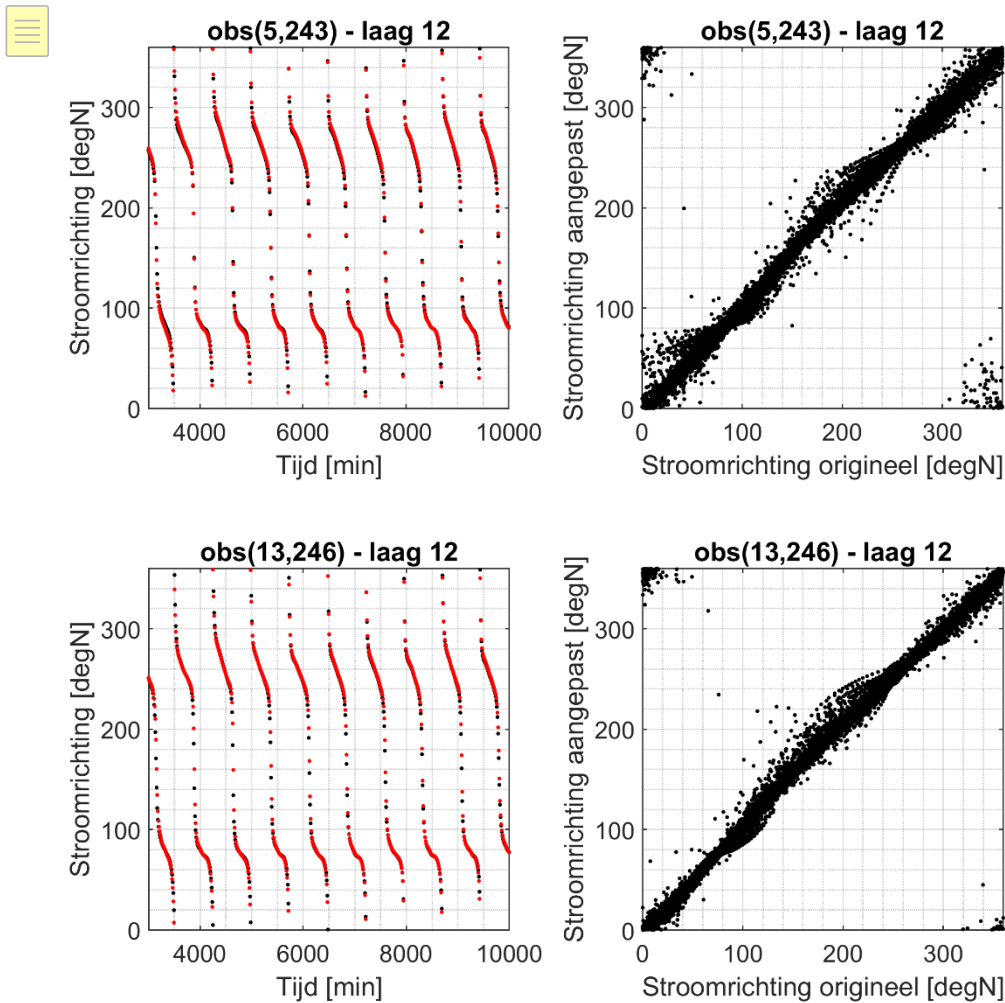 obs(5,243) - laag 12
Stroomrichting [degN]
300
200
100
0
4000
6000
8000
10000
Tijd [min]
obs(5,243) - laag 12
Stroomrichting aangepast [degN]
300
200
100
0
0
100
200
300
Stroomrichting origineel [degN]
obs(13,246) - laag 12
Stroomrichting [degN]
300
200
100
0
4000
6000
8000
10000
Tijd [min]
obs(13,246) - laag 12
Stroomrichting aangepast [degN]
300
200
100
0
0
100
200
300
Stroomrichting origineel [degN]